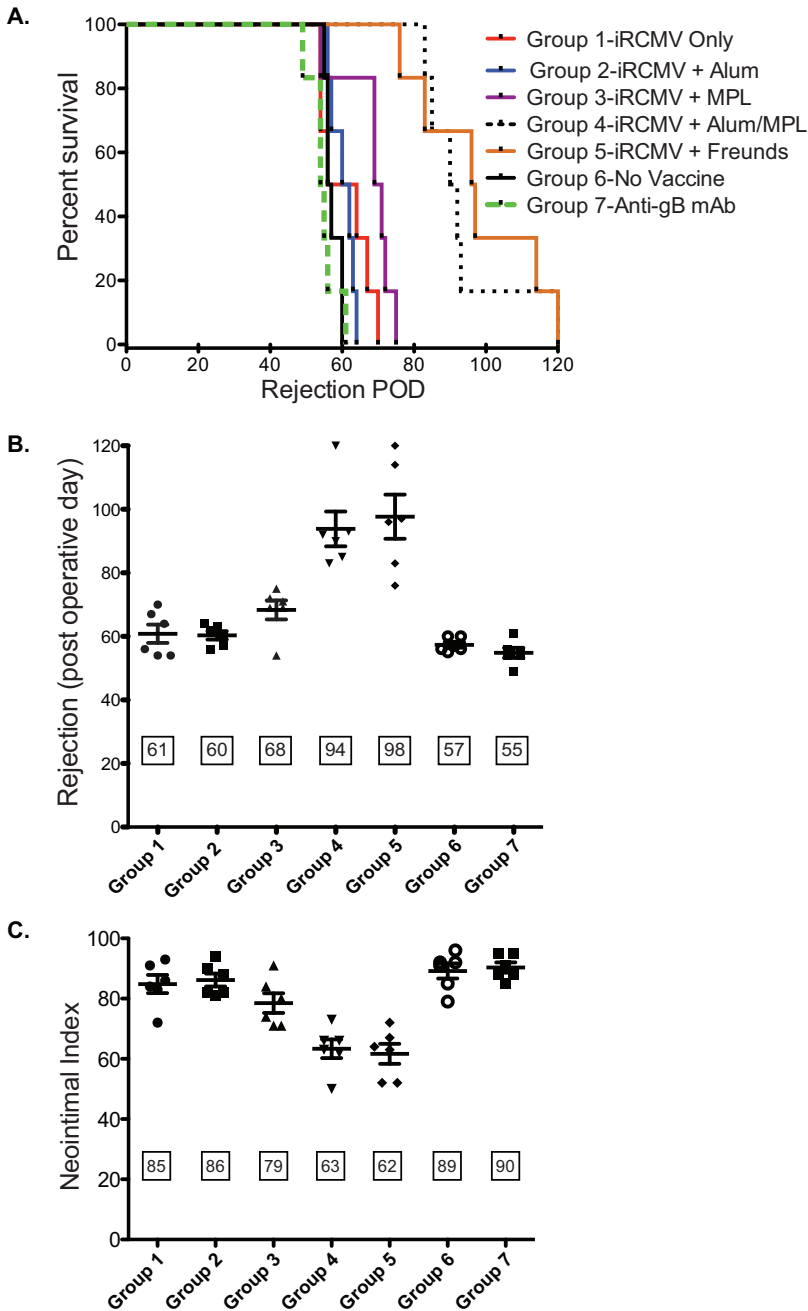 A.
Percent survival
100
80
60
40
20
0
0 20 40 60 80 100 120
Rejection POD
Group 1-iRCMV Only
Group 2-iRCMV + Alum
Group 3-iRCMV + MPL
Group 4-iRCMV + Alum/MPL
Group 5-iRCMV + Freunds
Group 6-No Vaccine
Group 7-Anti-gB mAb
B.
Rejection (post operative day)
120
100
80
60
40
20
0
61 60 68 94 98 57 55
Group 1 Group 2 Group 3 Group 4 Group 5 Group 6 Group 7
C.
Neointimal Index
100
80
60
40
20
0
85 86 79 63 62 89 90
Group 1 Group 2 Group 3 Group 4 Group 5 Group 6 Group 7